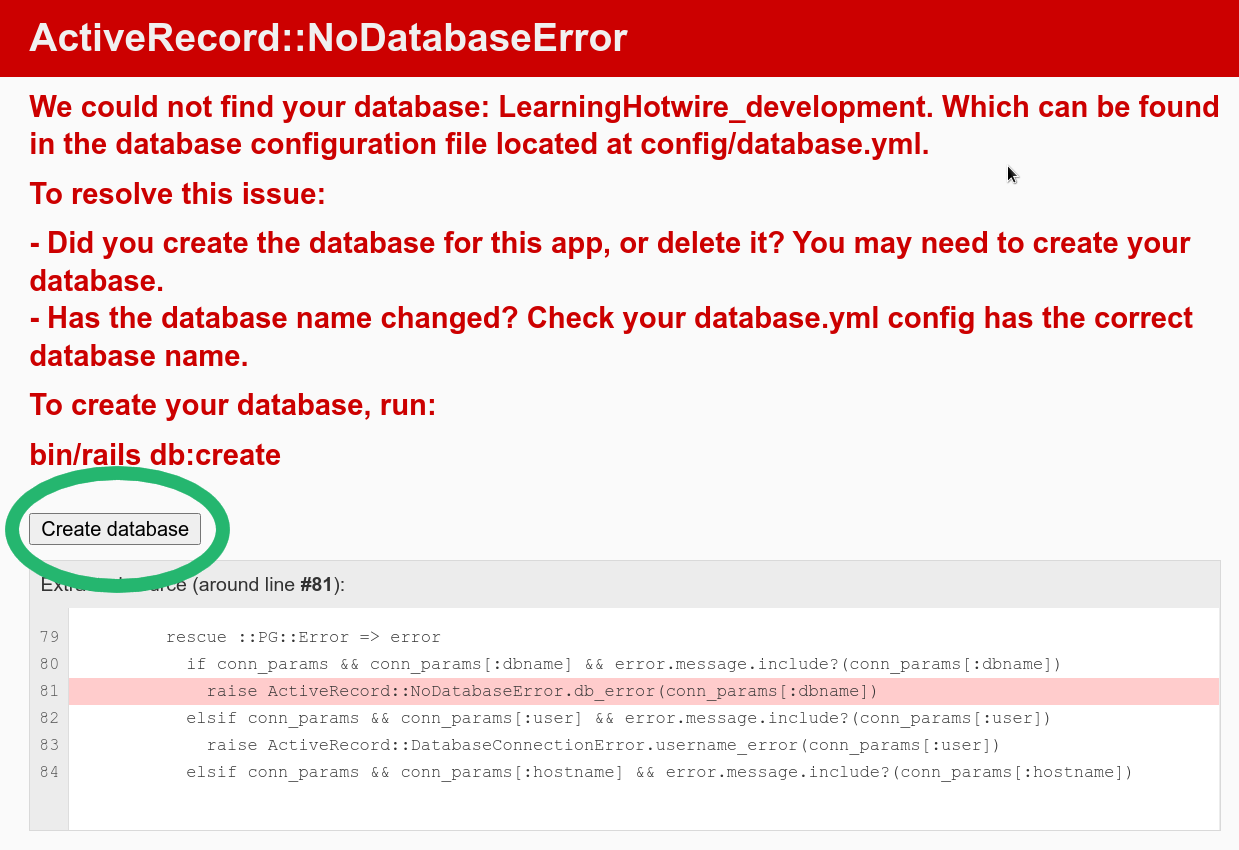 ActiveRecord::NoDatabaseError
We could not find your database: LearningHotwire_development. Which can be found
in the database configuration file located at config/database.yml.
To resolve this issue:
- Did you create the database for this app, or delete it? You may need to create your
database.
- Has the database name changed? Check your database.yml config has the correct
database name.
To create your database, run:
bin/rails db:create
Create database
(around line #81):
79 rescue ::PG::Error => error
80 if conn_params && conn_params[:dbname] && error.message.include?(conn_params[:dbname])
81 raise ActiveRecord::NoDatabaseError.db_error(conn_params[:dbname])
82 elsif conn_params && conn_params[:user] && error.message.include?(conn_params[:user])
83 raise ActiveRecord::DatabaseConnectionError.username_error(conn_params[:user])
84 elsif conn_params && conn_params[:hostname] && error.message.include?(conn_params[:hostname])